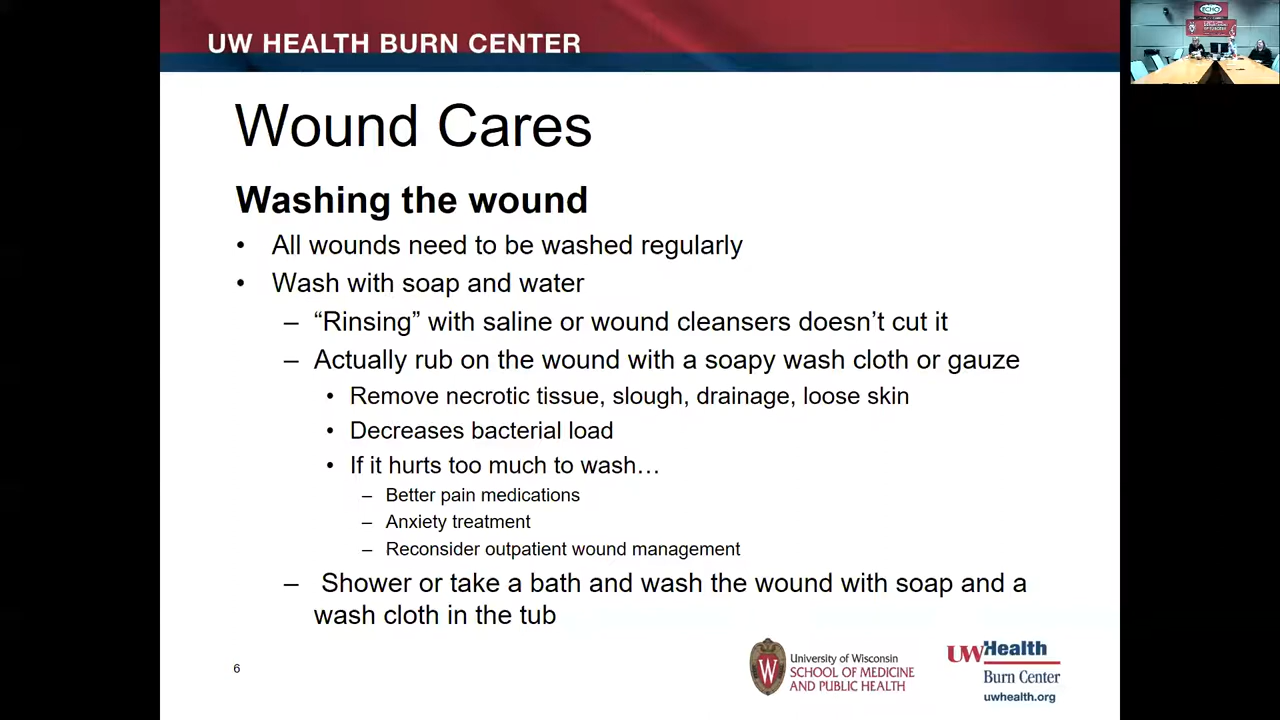 UW HEALTH BURN CENTER
Wound Cares
Washing the wound
• All wounds need to be washed regularly
• Wash with soap and water
– “Rinsing” with saline or wound cleansers doesn’t cut it
– Actually rub on the wound with a soapy wash cloth or gauze
• Remove necrotic tissue, slough, drainage, loose skin
• Decreases bacterial load
• If it hurts too much to wash…
– Better pain medications
– Anxiety treatment
– Reconsider outpatient wound management
– Shower or take a bath and wash the wound with soap and a
wash cloth in the tub
6
W
University of Wisconsin
SCHOOL OF MEDICINE
AND PUBLIC HEALTH
UWHealth
Burn Center
uwhealth.org